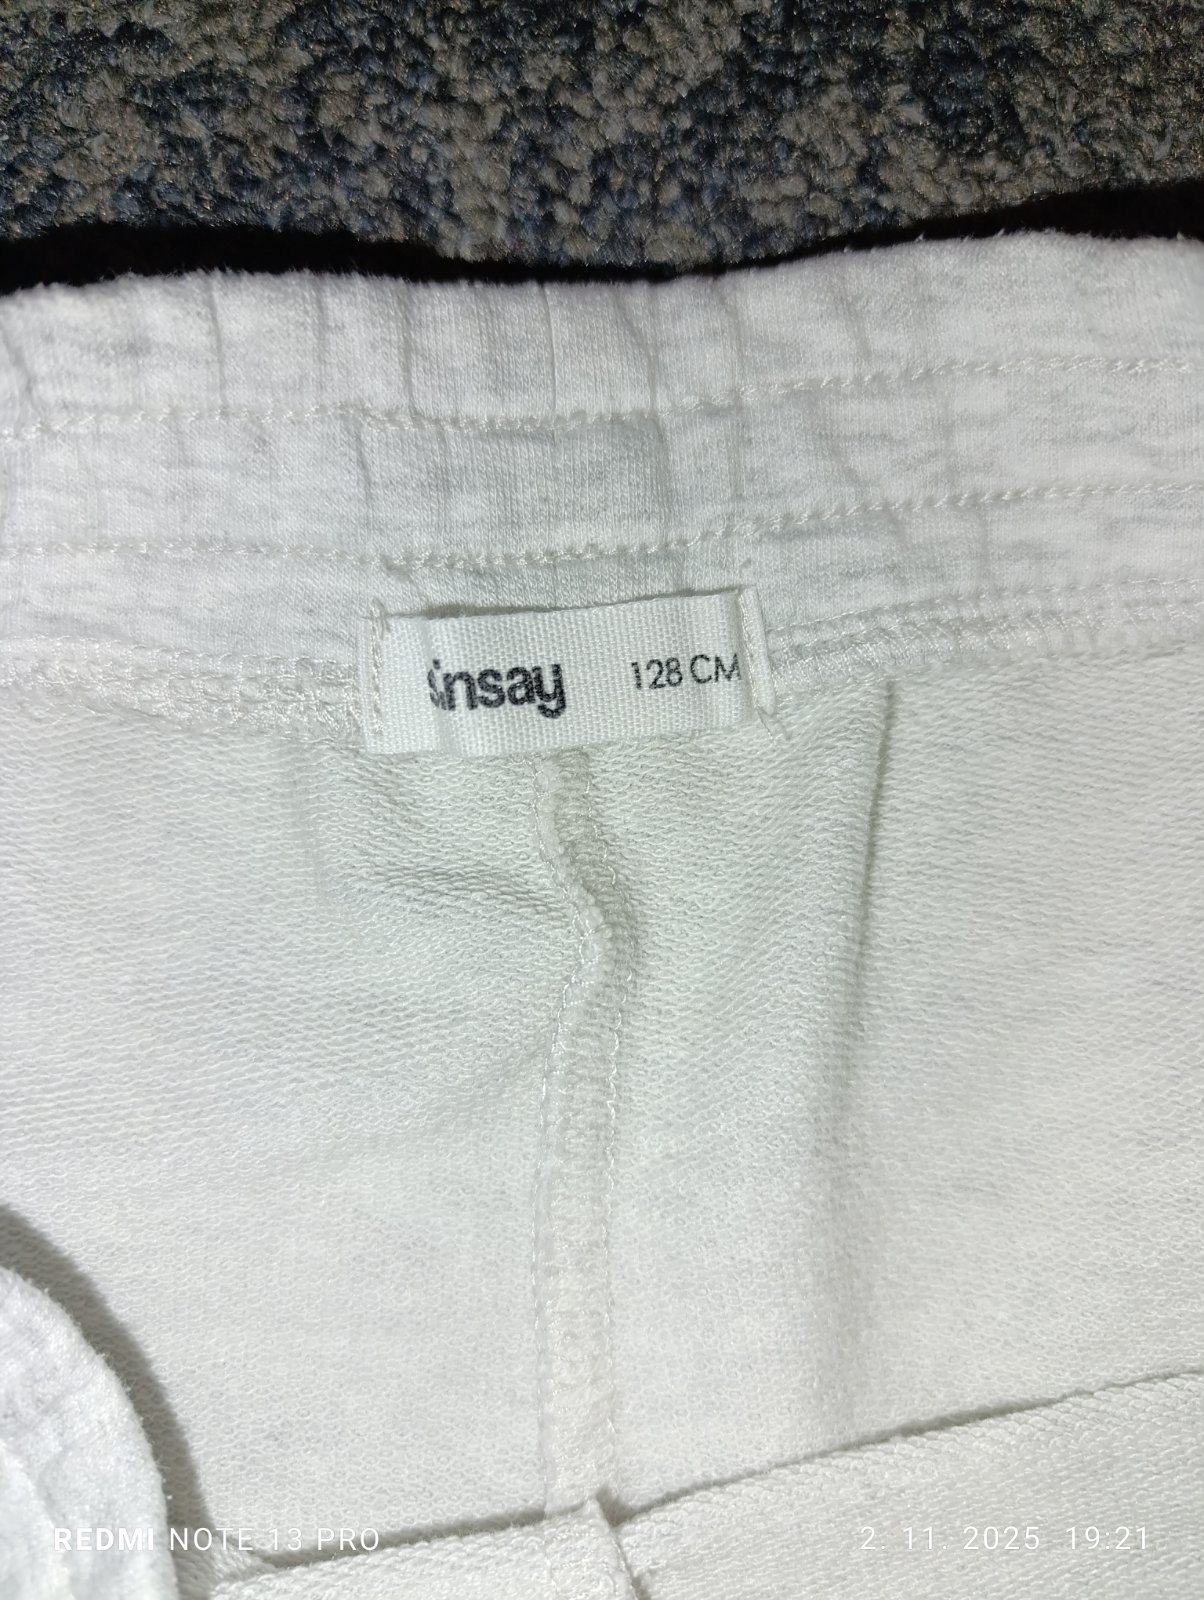 sinsay 128 CM
REDMI NOTE 13 PRO
2. 11. 2025 19:21